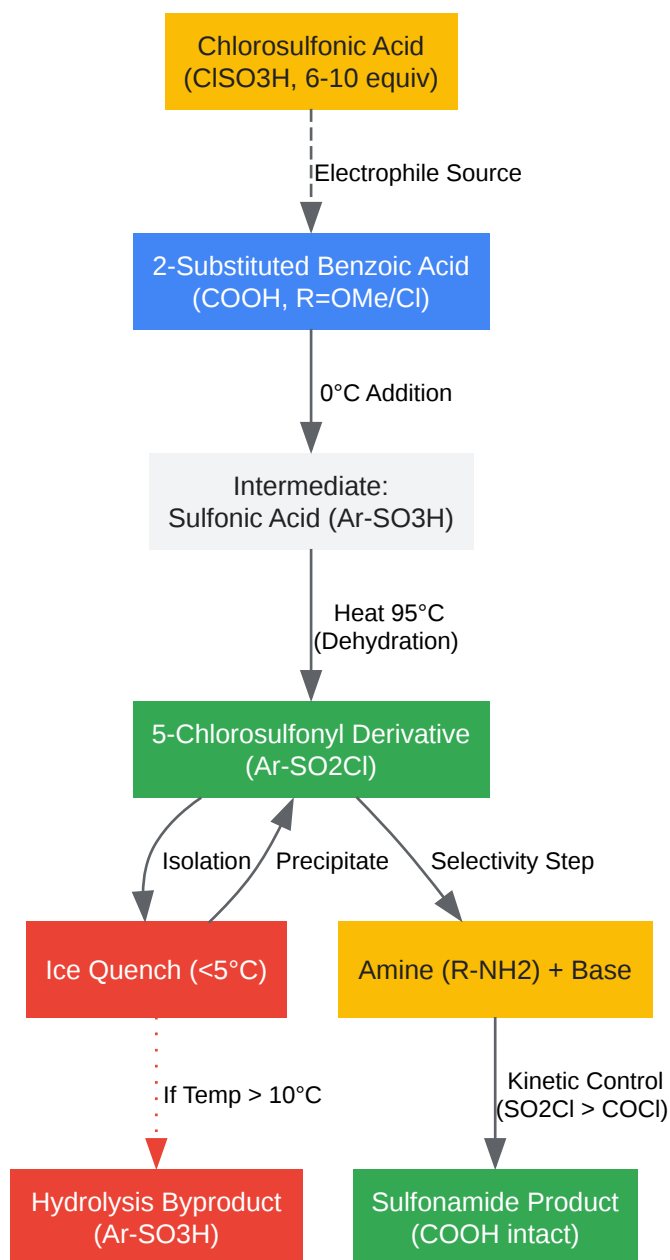 Chlorosulfonic Acid
(ClSO3H, 6-10 equiv)
Electrophile Source
2-Substituted Benzoic Acid
(COOH, R=OMe/Cl)
0°C Addition
Intermediate:
Sulfonic Acid (Ar-SO3H)
Heat 95°C
(Dehydration)
5-Chlorosulfonyl Derivative
(Ar-SO2Cl)
Isolation
Precipitate
Selectivity Step
Ice Quench (<5°C)
Amine (R-NH2) + Base
If Temp > 10°C
Kinetic Control
(SO2Cl > COCl)
Hydrolysis Byproduct
(Ar-SO3H)
Sulfonamide Product
(COOH intact)